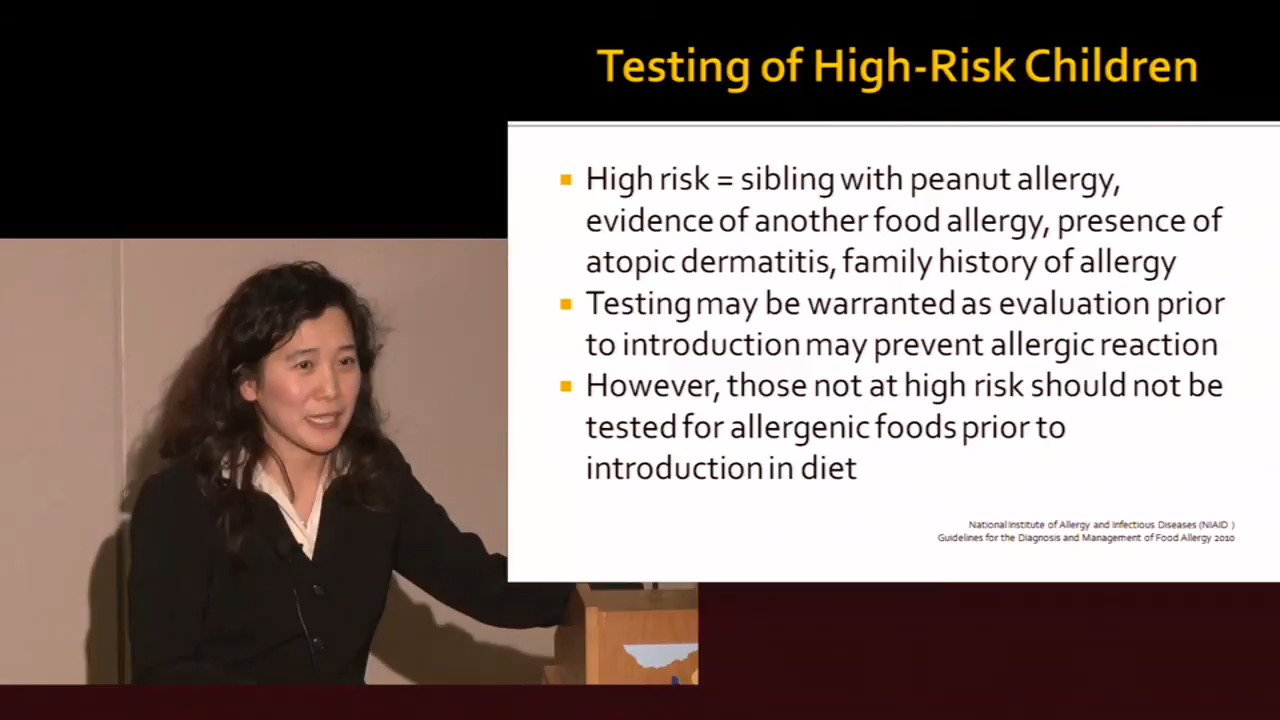 Testing of High-Risk Children
High risk = sibling with peanut allergy,
evidence of another food allergy, presence of
atopic dermatitis, family history of allergy
Testing may be warranted as evaluation prior
to introduction may prevent allergic reaction
However, those not at high risk should not be
tested for allergenic foods prior to
introduction in diet
National Institute of Allergy and Infectious Diseases (NIAID )
Guidelines for the Diagnosis and Management of Food Allergy 2010